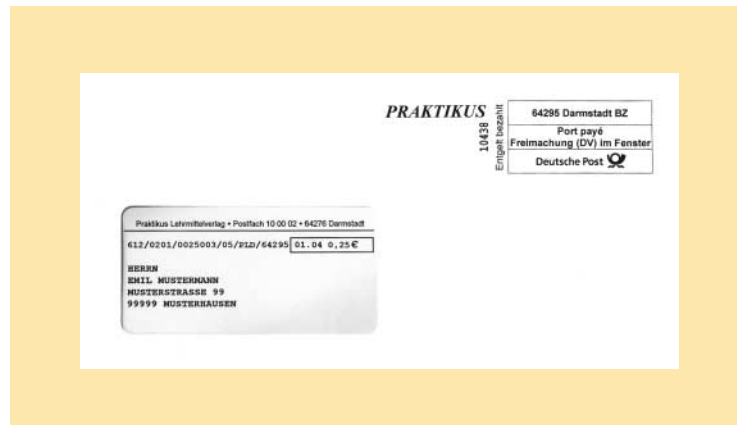 PRAKTIKUS
10438
Entgelt bezahlt
64295 Darmstadt BZ
Port payé
Freimachung (DV) im Fenster
Deutsche Post
Praktikus Lehrmittelverlag • Postfach 10 00 02 • 64276 Darmstadt
612/0201/0025003/05/PLD/64295 01.04 0,25€
HERRN
EMIL MUSTERMANN
MUSTERSTRASSE 99
99999 MUSTERHAUSEN